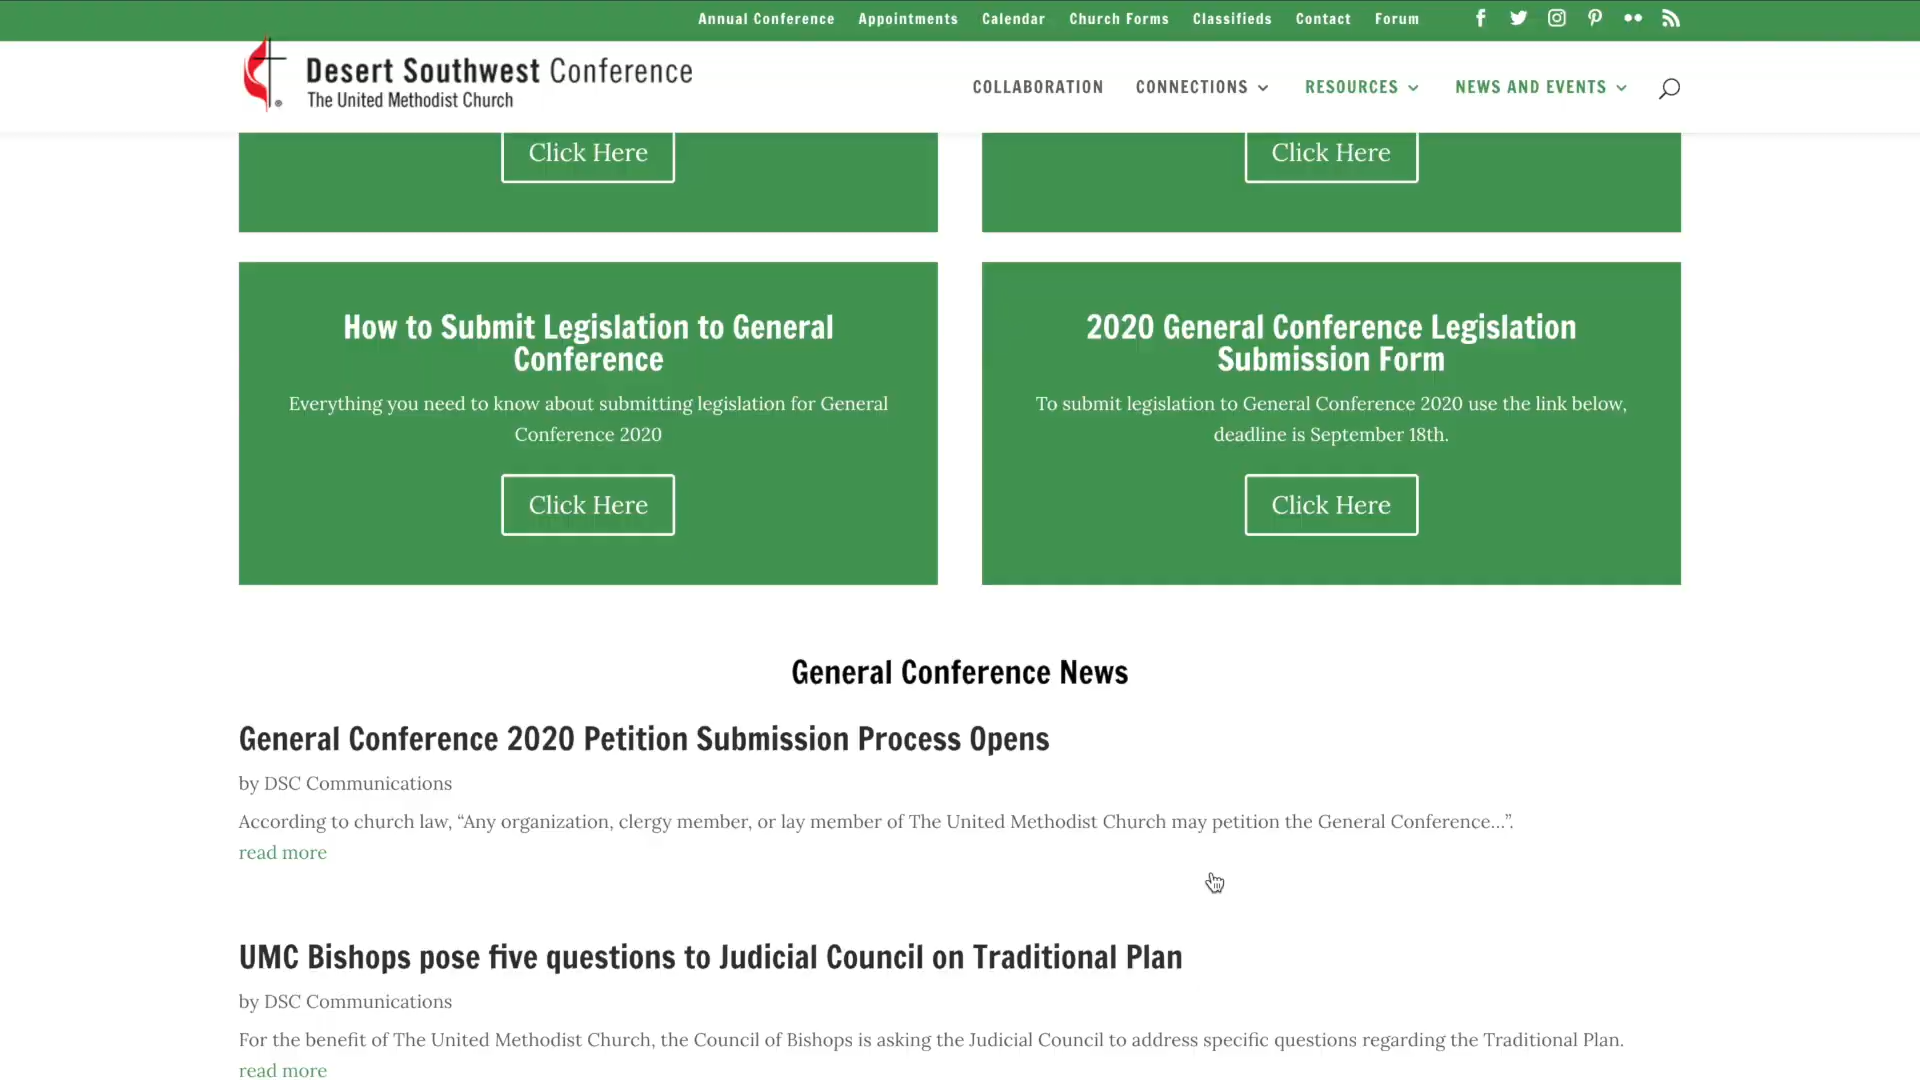 Annual Conference Appointments Calendar Church Forms Classifieds Contact Forum
Desert Southwest Conference
The United Methodist Church
COLLABORATION CONNECTIONS RESOURCES NEWS AND EVENTS
Click Here
Click Here
How to Submit Legislation to General
Conference
Everything you need to know about submitting legislation for General
Conference 2020
Click Here
2020 General Conference Legislation
Submission Form
To submit legislation to General Conference 2020 use the link below,
deadline is September 18th.
Click Here
General Conference News
General Conference 2020 Petition Submission Process Opens
by DSC Communications
According to church law, “Any organization, clergy member, or lay member of The United Methodist Church may petition the General Conference…”.
read more
UMC Bishops pose five questions to Judicial Council on Traditional Plan
by DSC Communications
For the benefit of The United Methodist Church, the Council of Bishops is asking the Judicial Council to address specific questions regarding the Traditional Plan.
read more